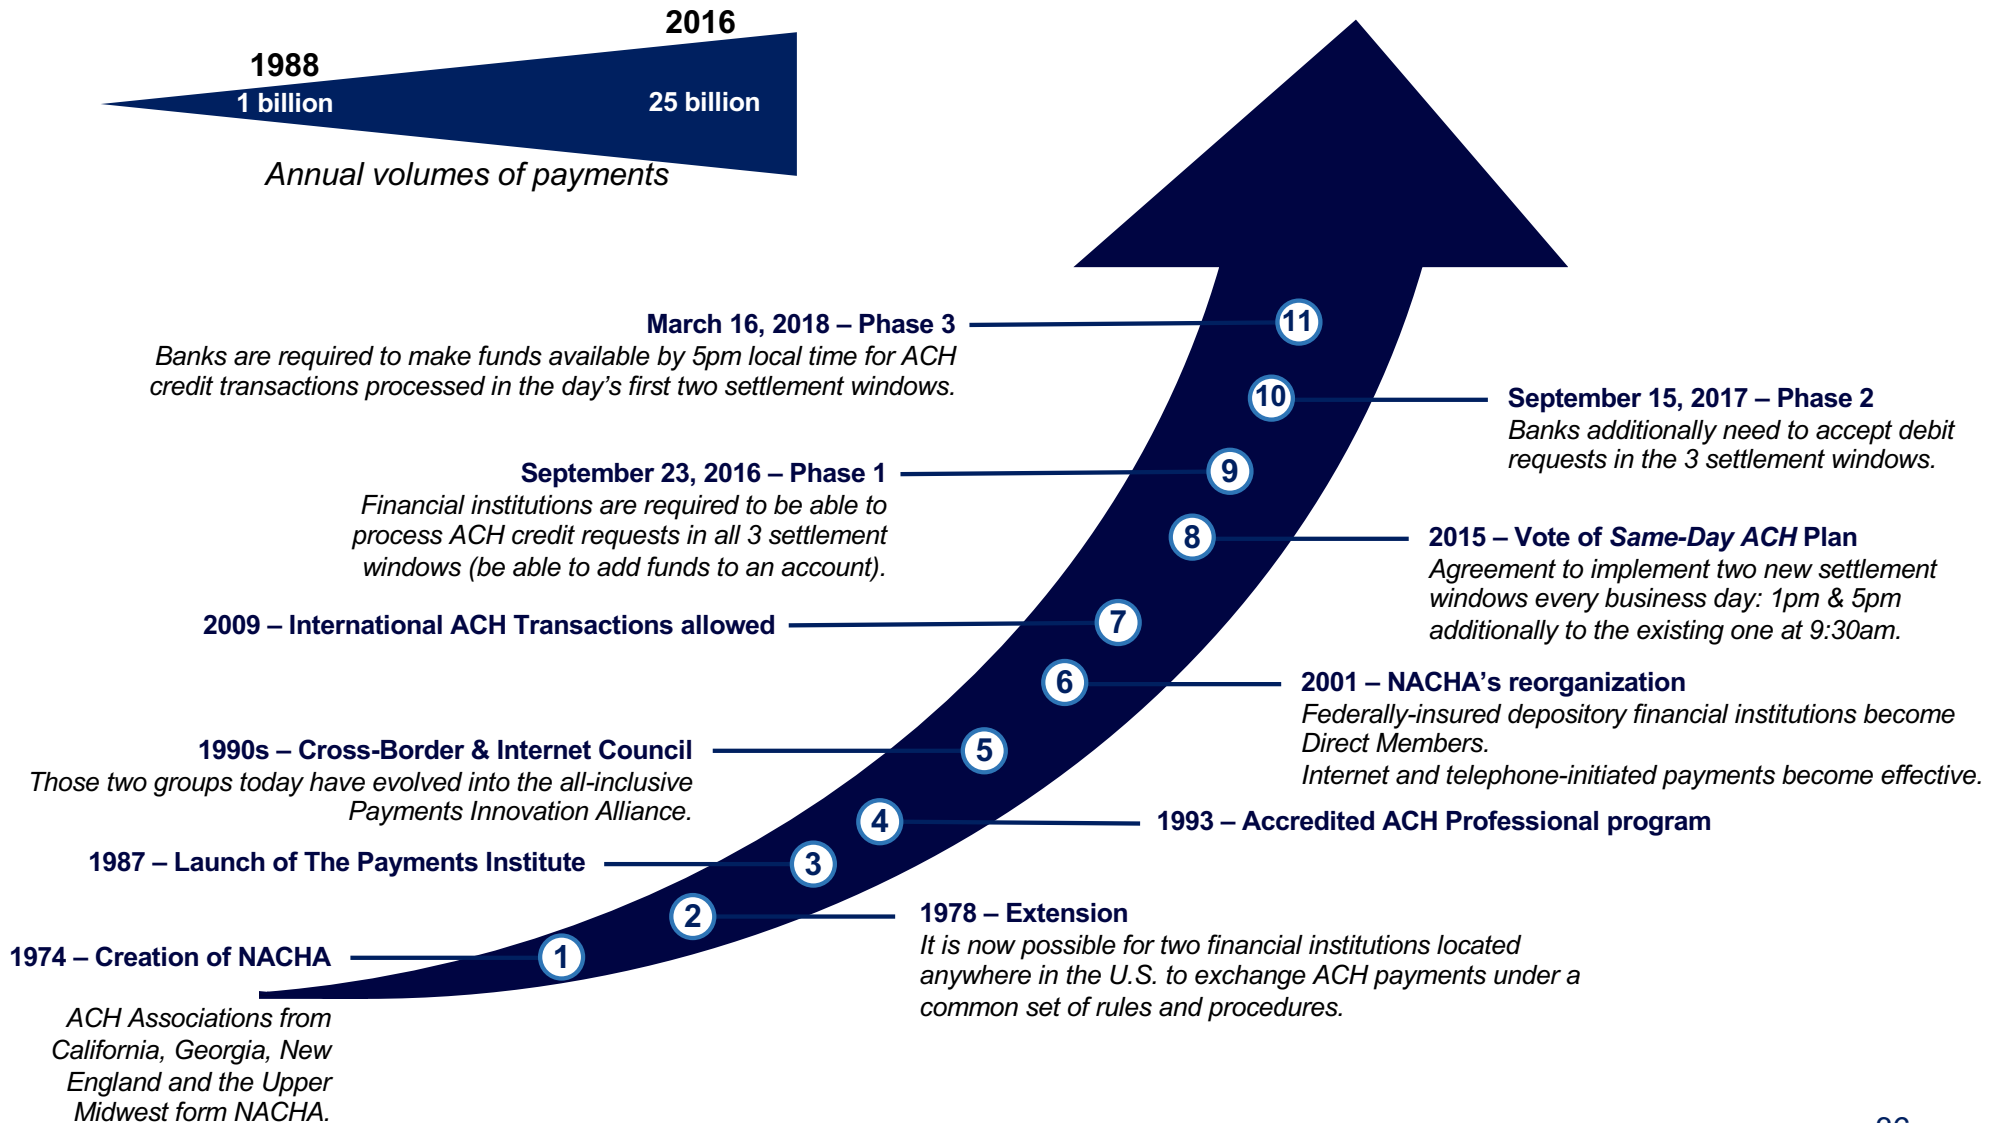 2016
1988
1 billion
25 billion
Annual volumes of payments
March 16, 2018 – Phase 3
Banks are required to make funds available by 5pm local time for ACH
credit transactions processed in the day’s first two settlement windows.
11
10
September 15, 2017 – Phase 2
Banks additionally need to accept debit
requests in the 3 settlement windows.
September 23, 2016 – Phase 1
Financial institutions are required to be able to
process ACH credit requests in all 3 settlement
windows (be able to add funds to an account).
9
8
2015 – Vote of Same-Day ACH Plan
Agreement to implement two new settlement
windows every business day: 1pm & 5pm
additionally to the existing one at 9:30am.
2009 – International ACH Transactions allowed
7
6
2001 – NACHA’s reorganization
Federally-insured depository financial institutions become
Direct Members.
Internet and telephone-initiated payments become effective.
1990s – Cross-Border & Internet Council
Those two groups today have evolved into the all-inclusive
Payments Innovation Alliance.
5
4
1993 – Accredited ACH Professional program
1987 – Launch of The Payments Institute
3
2
1978 – Extension
It is now possible for two financial institutions located
anywhere in the U.S. to exchange ACH payments under a
common set of rules and procedures.
1974 – Creation of NACHA
1
ACH Associations from
California, Georgia, New
England and the Upper
Midwest form NACHA.